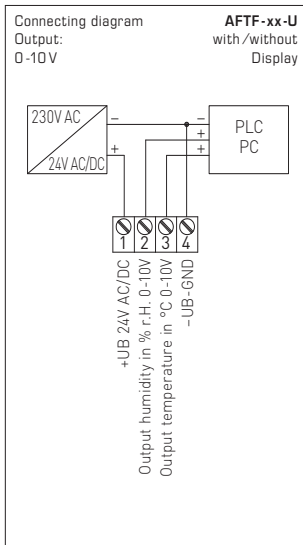 Connecting diagram
Output:
0-10 V
AFTF-xx-U
with/without
Display
230V AC
24V AC/DC
–
+
–
+
+
PLC
PC
1 2 3 4
+UB 24V AC/DC
Output humidity in % r.H. 0-10V
Output temperature in °C 0-10V
–UB-GND